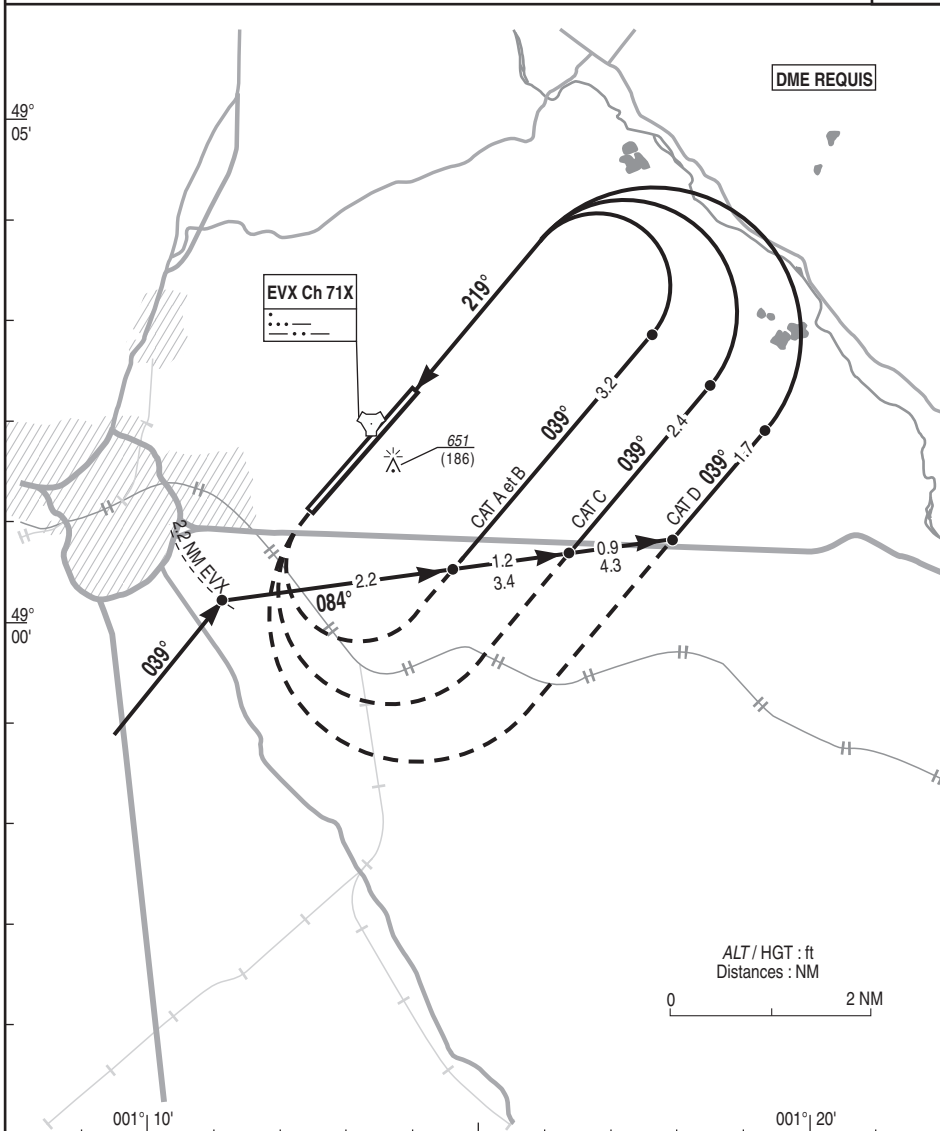 DME REQUIS
49°
05'
EVX Ch 71X
219°
651
(186)
3.2
039°
CAT A et B
2.4
039°
CAT C
1.7
039°
CAT D
2.2 NM EVX
2.2
084°
1.2
3.4
0.9
4.3
49°
00'
039°
ALT / HGT : ft
Distances : NM
0 2 NM
001° 10'
001° 20'